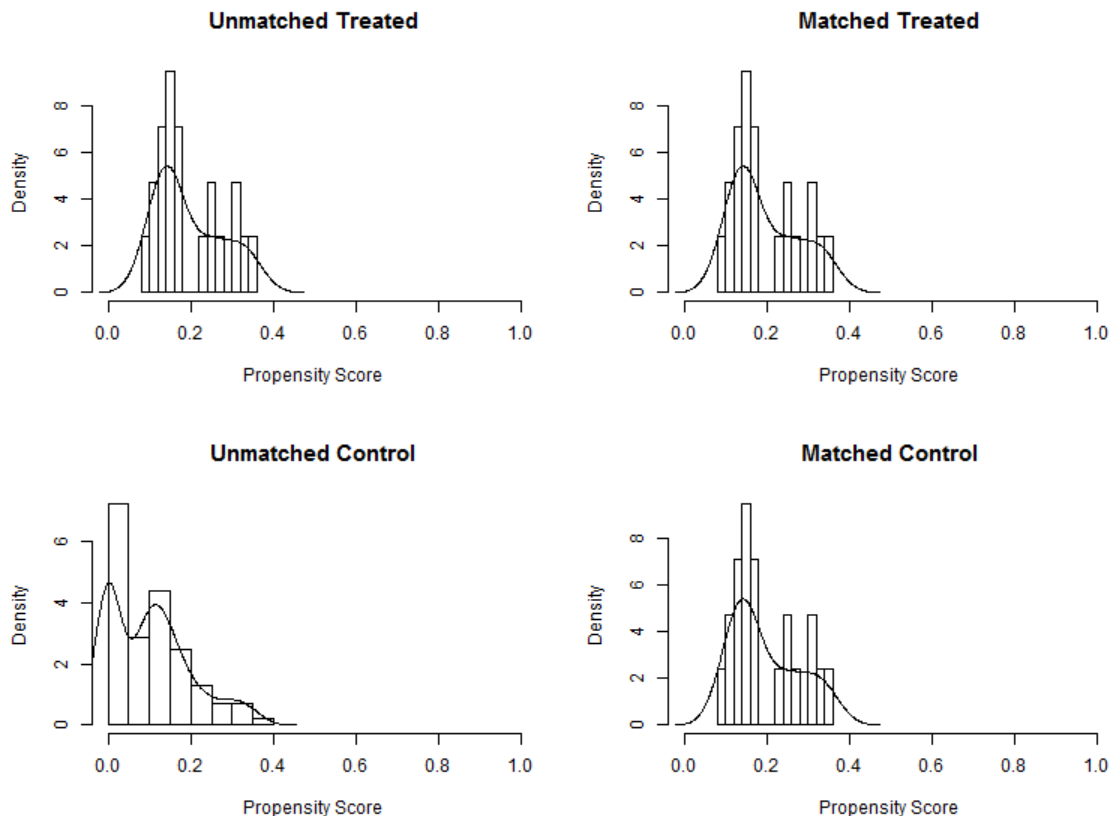 Unmatched Treated
Density
0 2 4 6 8
0.0 0.2 0.4 0.6 0.8 1.0
Propensity Score
Matched Treated
Density
0 2 4 6 8
0.0 0.2 0.4 0.6 0.8 1.0
Propensity Score
Unmatched Control
Density
0 2 4 6
0.0 0.2 0.4 0.6 0.8 1.0
Propensity Score
Matched Control
Density
0 2 4 6 8
0.0 0.2 0.4 0.6 0.8 1.0
Propensity Score